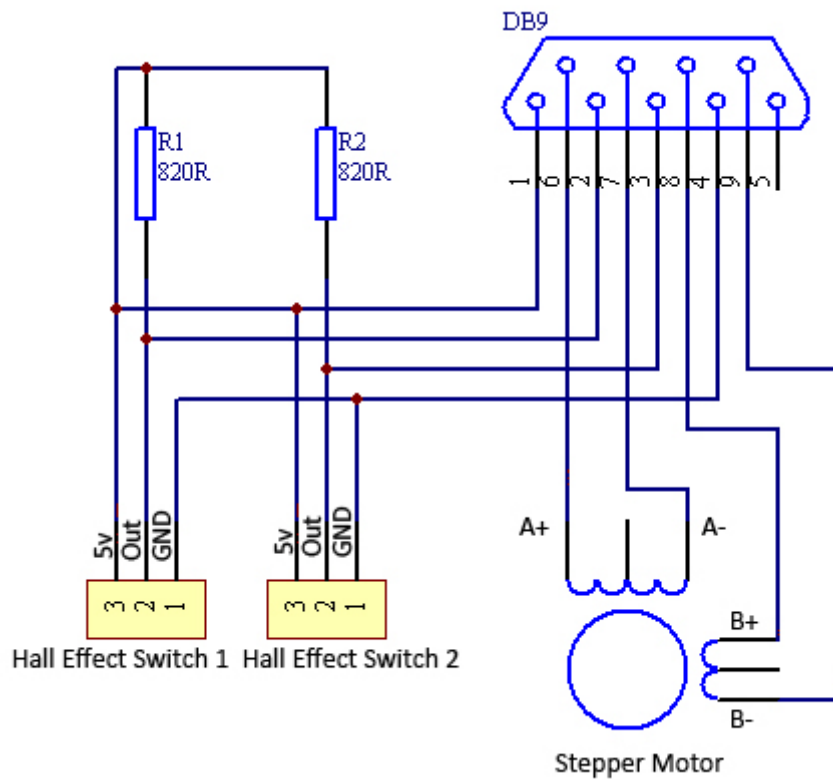 DB9
R1
820R
R2
820R
1 6 2 7 3 8 4 9 5
5v Out GND
5v Out GND
A+ A-
3 2 1
3 2 1
B+
Hall Effect Switch 1 Hall Effect Switch 2
B-
Stepper Motor